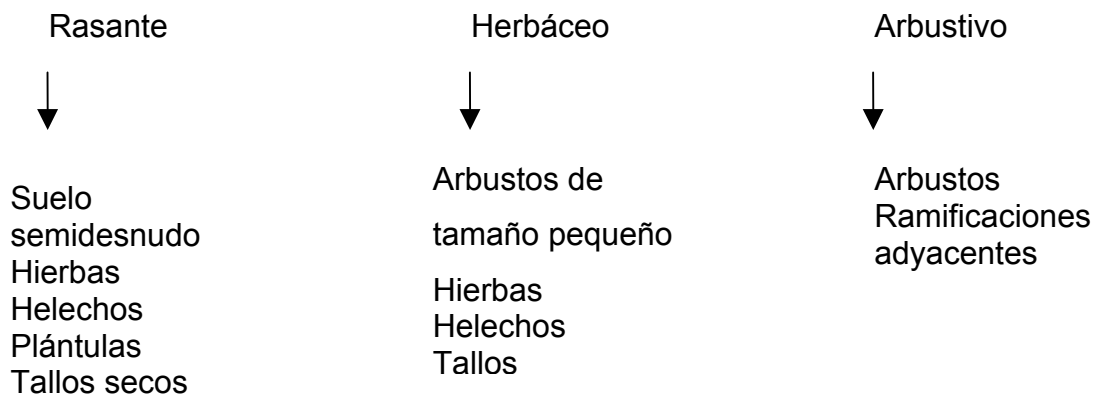 Rasante
Herbáceo
Arbustivo
Suelo
semidesnudo
Hierbas
Helechos
Plántulas
Tallos secos
Arbustos de
tamaño pequeño
Hierbas
Helechos
Tallos
Arbustos
Ramificaciones
adyacentes